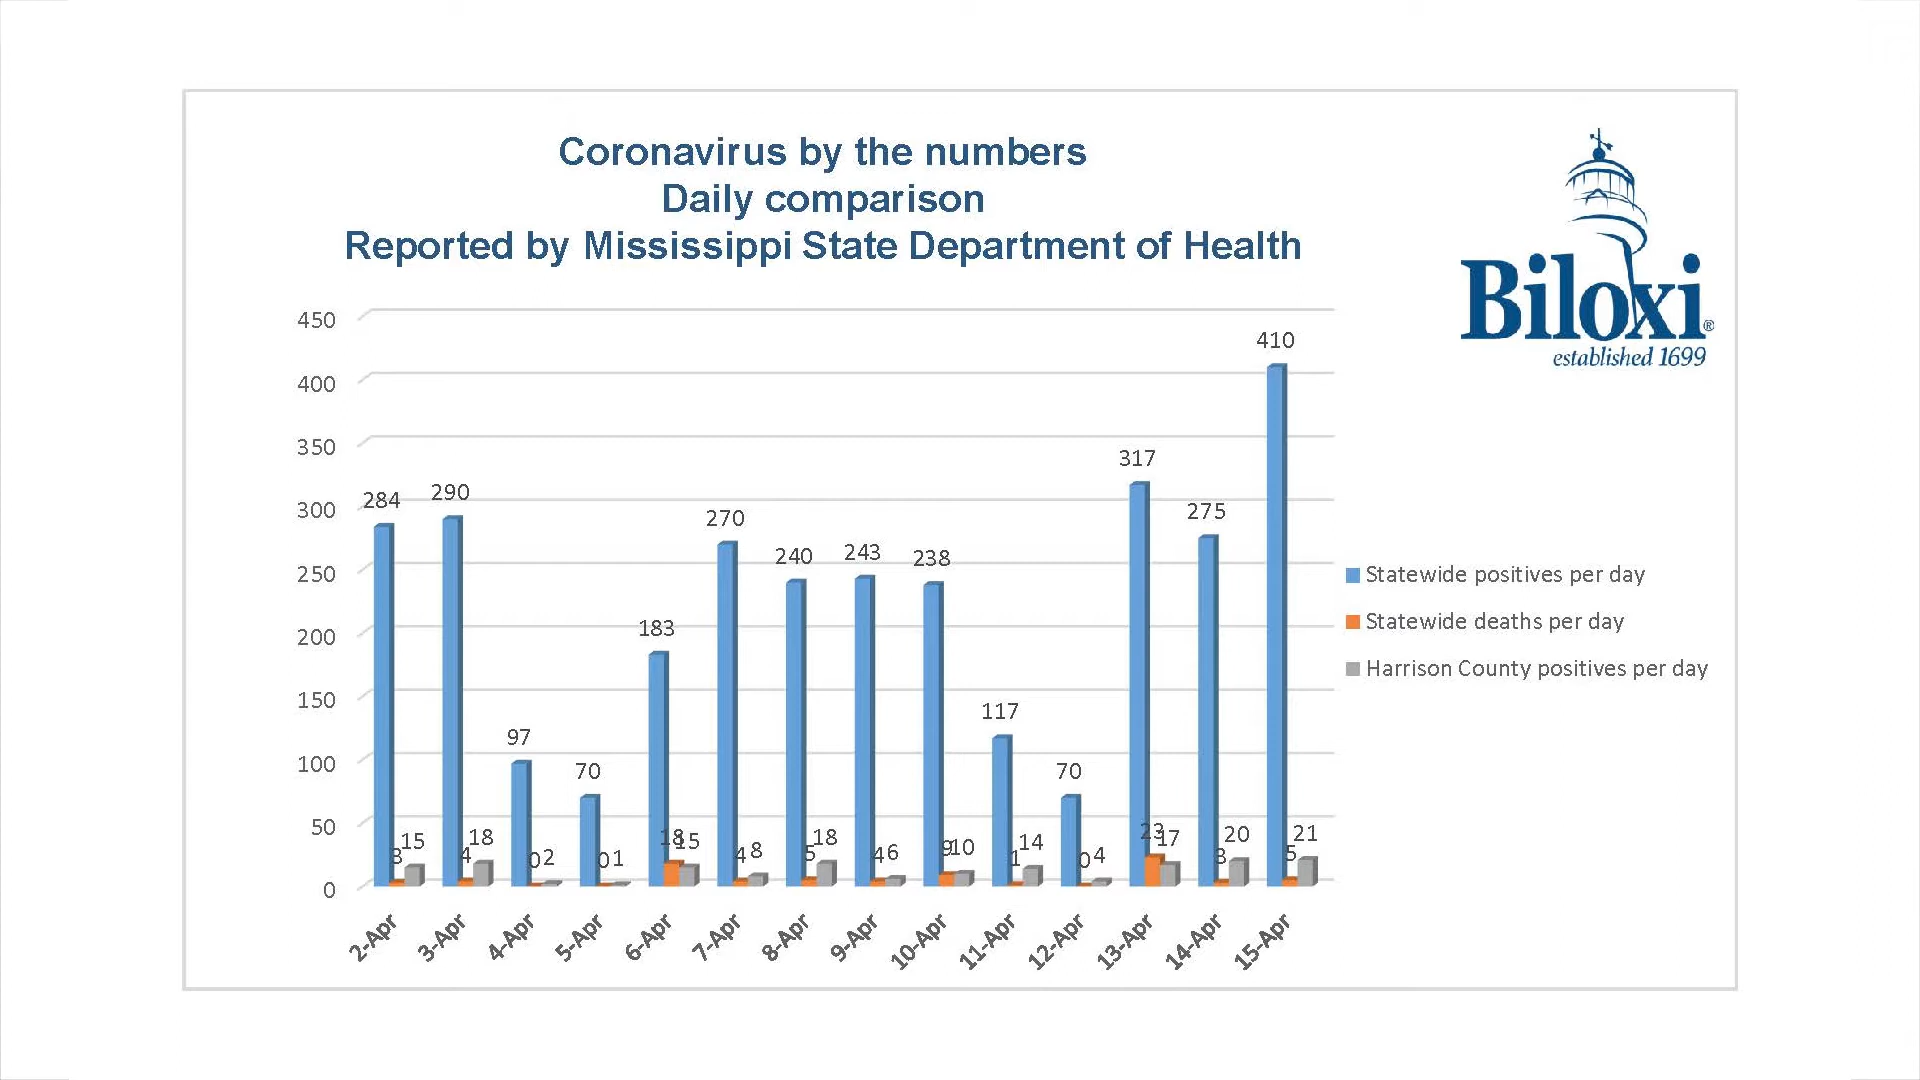 Coronavirus by the numbers
Daily comparison
Reported by Mississippi State Department of Health
Biloxi®
established 1699
450
400
350
300
250
200
150
100
50
0
284
290
97
70
183
270
240
243
238
117
70
317
275
410
3
4
0
0
18
4
5
4
9
1
0
23
3
5
15
18
2
1
15
8
18
6
10
14
4
17
20
21
2-Apr
3-Apr
4-Apr
5-Apr
6-Apr
7-Apr
8-Apr
9-Apr
10-Apr
11-Apr
12-Apr
13-Apr
14-Apr
15-Apr
Statewide positives per day
Statewide deaths per day
Harrison County positives per day